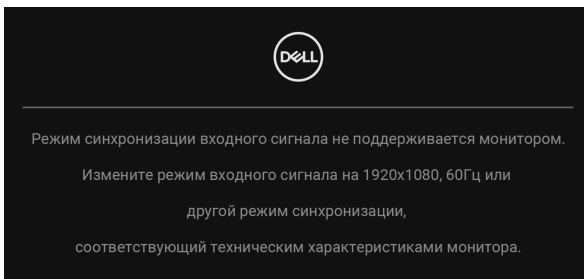 DELL
Режим синхронизации входного сигнала не поддерживается монитором.
Измените режим входного сигнала на 1920x1080, 60Гц или
другой режим синхронизации,
соответствующий техническим характеристиками монитора.